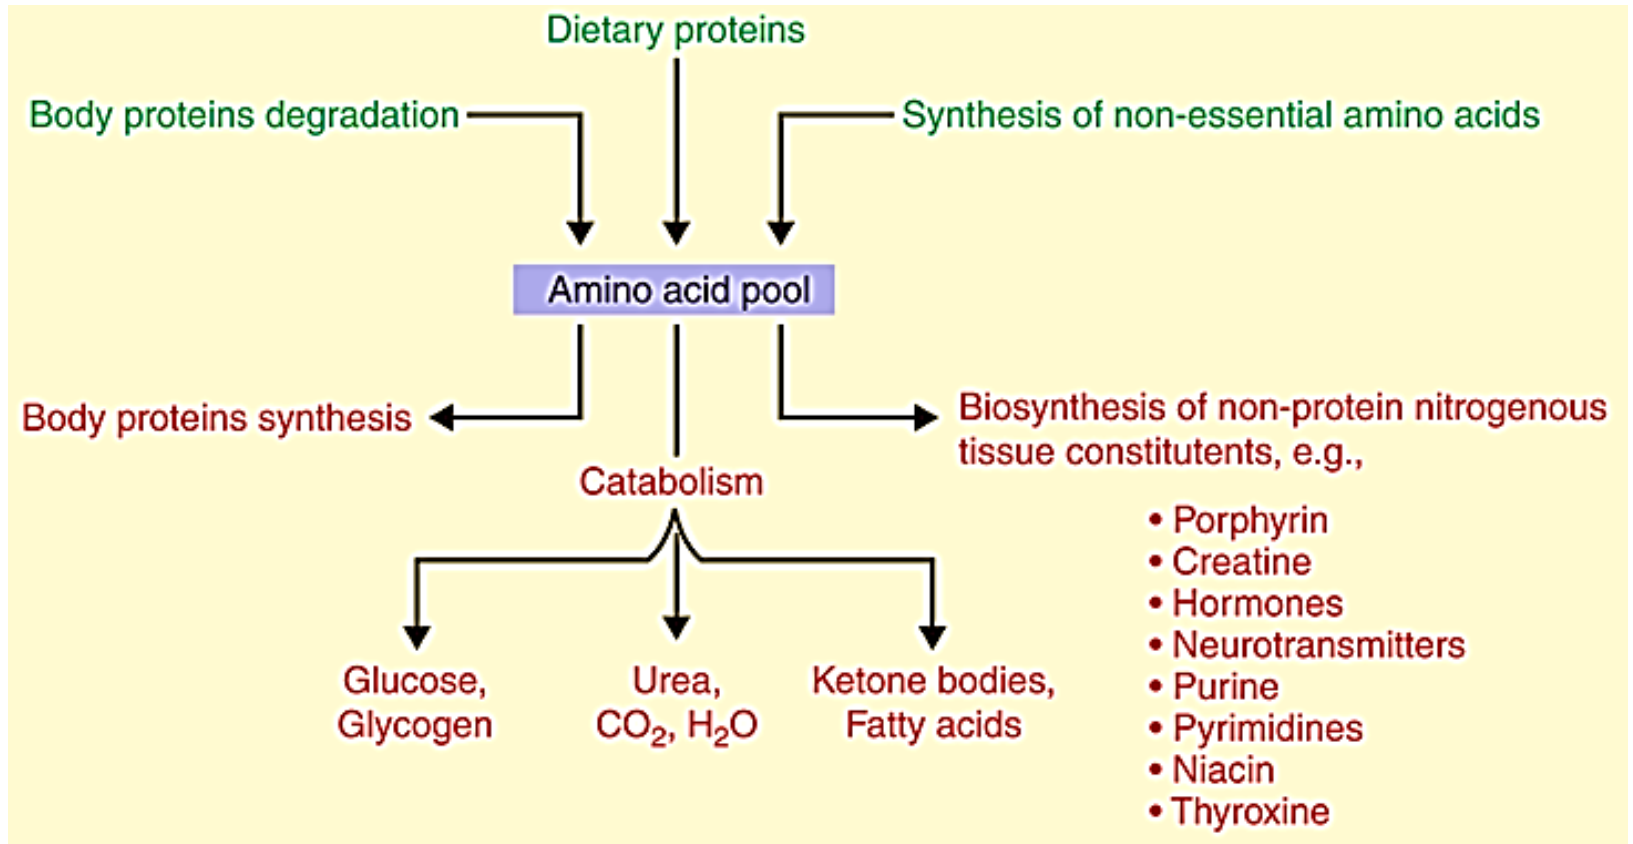 Dietary proteins
Body proteins degradation
Synthesis of non-essential amino acids
Amino acid pool
Body proteins synthesis
Biosynthesis of non-protein nitrogenous
tissue constitutents, e.g.,
Catabolism
• Porphyrin
• Creatine
• Hormones
• Neurotransmitters
• Purine
• Pyrimidines
• Niacin
• Thyroxine
Glucose,
Glycogen
Urea,
CO₂, H₂O
Ketone bodies,
Fatty acids